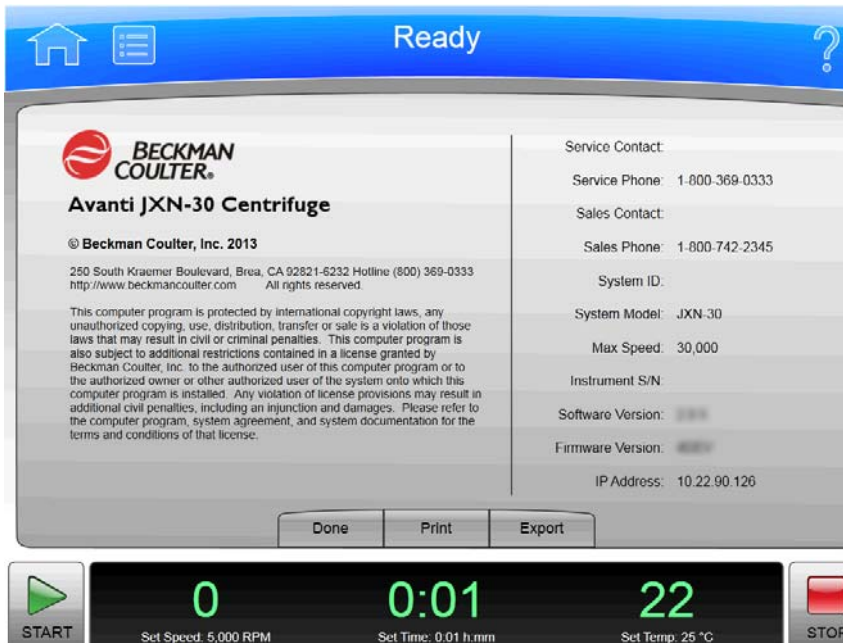 Ready
?
BECKMAN
COULTER®
Avanti JXN-30 Centrifuge
© Beckman Coulter, Inc. 2013
250 South Kraemer Boulevard, Brea, CA 92821-6232 Hotline (800) 369-0333
http://www.beckmancoulter.com All rights reserved.
This computer program is protected by international copyright laws, any
unauthorized copying, use, distribution, transfer or sale is a violation of those
laws that may result in civil or criminal penalties. This computer program is
also subject to additional restrictions contained in a license granted by
Beckman Coulter, Inc. to the authorized user of this computer program or to
the authorized owner or other authorized user of the system onto which this
computer program is installed. Any violation of license provisions may result in
additional civil penalties, including an injunction and damages. Please refer to
the computer program, system agreement, and system documentation for the
terms and conditions of that license.
Service Contact:
Service Phone: 1-800-369-0333
Sales Contact:
Sales Phone: 1-800-742-2345
System ID:
System Model: JXN-30
Max Speed: 30,000
Instrument S/N:
Software Version:
Firmware Version:
IP Address: 10.22.90.126
Done Print Export
START
0 0:01 22
Set Speed: 5,000 RPM Set Time: 0:01 h:mm Set Temp: 25 °C